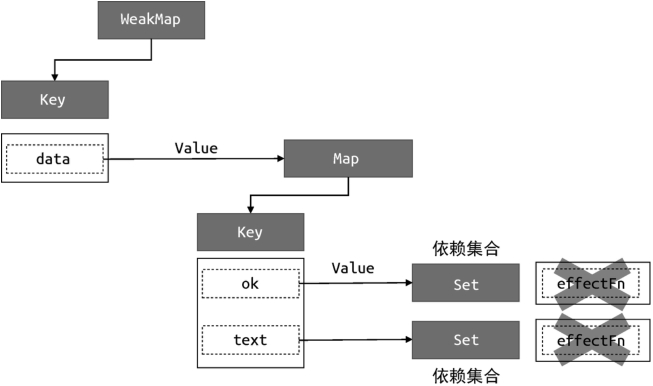 WeakMap
Key
data
Value
Map
Key
依赖集合
ok
Value
Set
effectFn
text
Set
effectFn
依赖集合